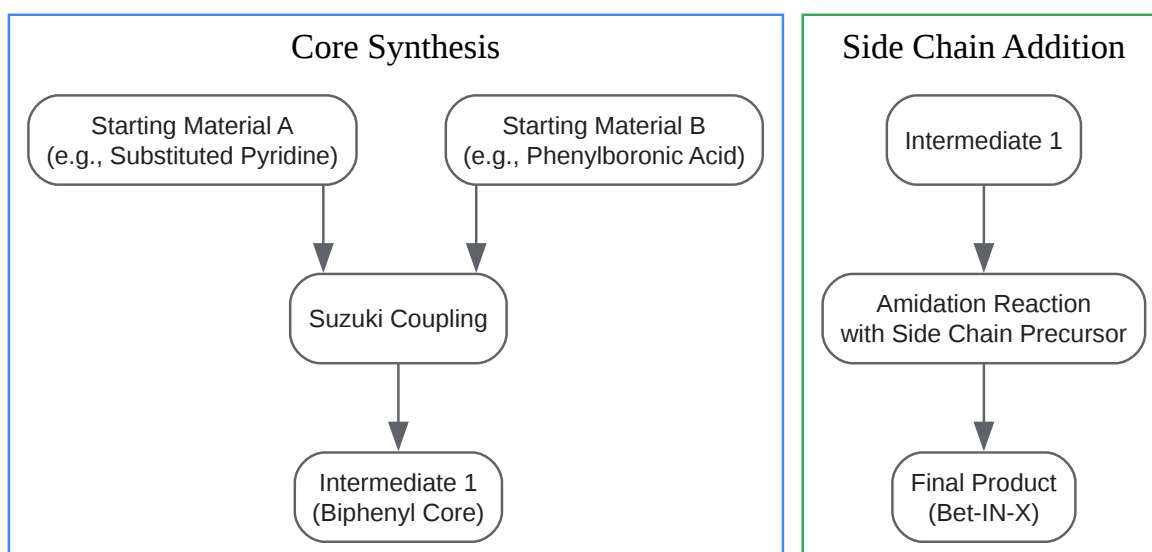 Core Synthesis
Starting Material A
(e.g., Substituted Pyridine)
Starting Material B
(e.g., Phenylboronic Acid)
Suzuki Coupling
Intermediate 1
(Biphenyl Core)
Side Chain Addition
Intermediate 1
Amidation Reaction
with Side Chain Precursor
Final Product
(Bet-IN-X)